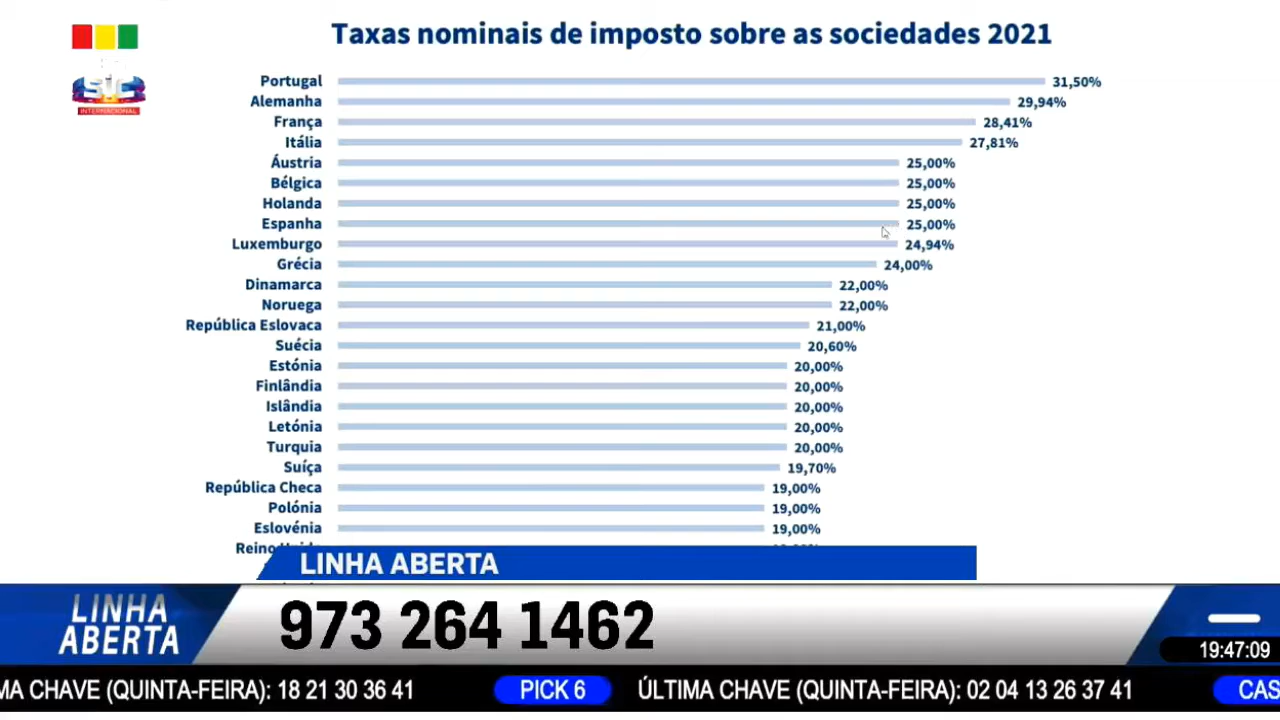 Taxas nominais de imposto sobre as sociedades 2021
SIC
INTERNACIONAL
Portugal 31,50%
Alemanha 29,94%
França 28,41%
Itália 27,81%
Áustria 25,00%
Bélgica 25,00%
Holanda 25,00%
Espanha 25,00%
Luxemburgo 24,94%
Grécia 24,00%
Dinamarca 22,00%
Noruega 22,00%
República Eslovaca 21,00%
Suécia 20,60%
Estónia 20,00%
Finlândia 20,00%
Islândia 20,00%
Letónia 20,00%
Turquia 20,00%
Suíça 19,70%
República Checa 19,00%
Polónia 19,00%
Eslovénia 19,00%
Reino
LINHA ABERTA
LINHA ABERTA
973 264 1462
19:47:09
MA CHAVE (QUINTA-FEIRA): 18 21 30 36 41 PICK 6 ÚLTIMA CHAVE (QUINTA-FEIRA): 02 04 13 26 37 41 CAS